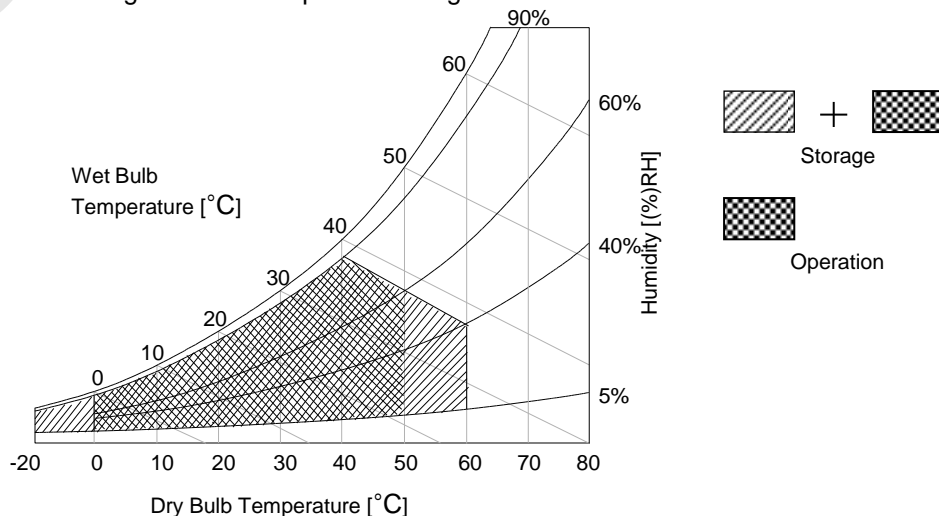 90%
60
60%
50
Wet Bulb
Temperature [°C]
Humidity [(%)RH]
Storage
40
40%
30
Operation
20
10
0
5%
-20 0 10 20 30 40 50 60 70 80
Dry Bulb Temperature [°C]